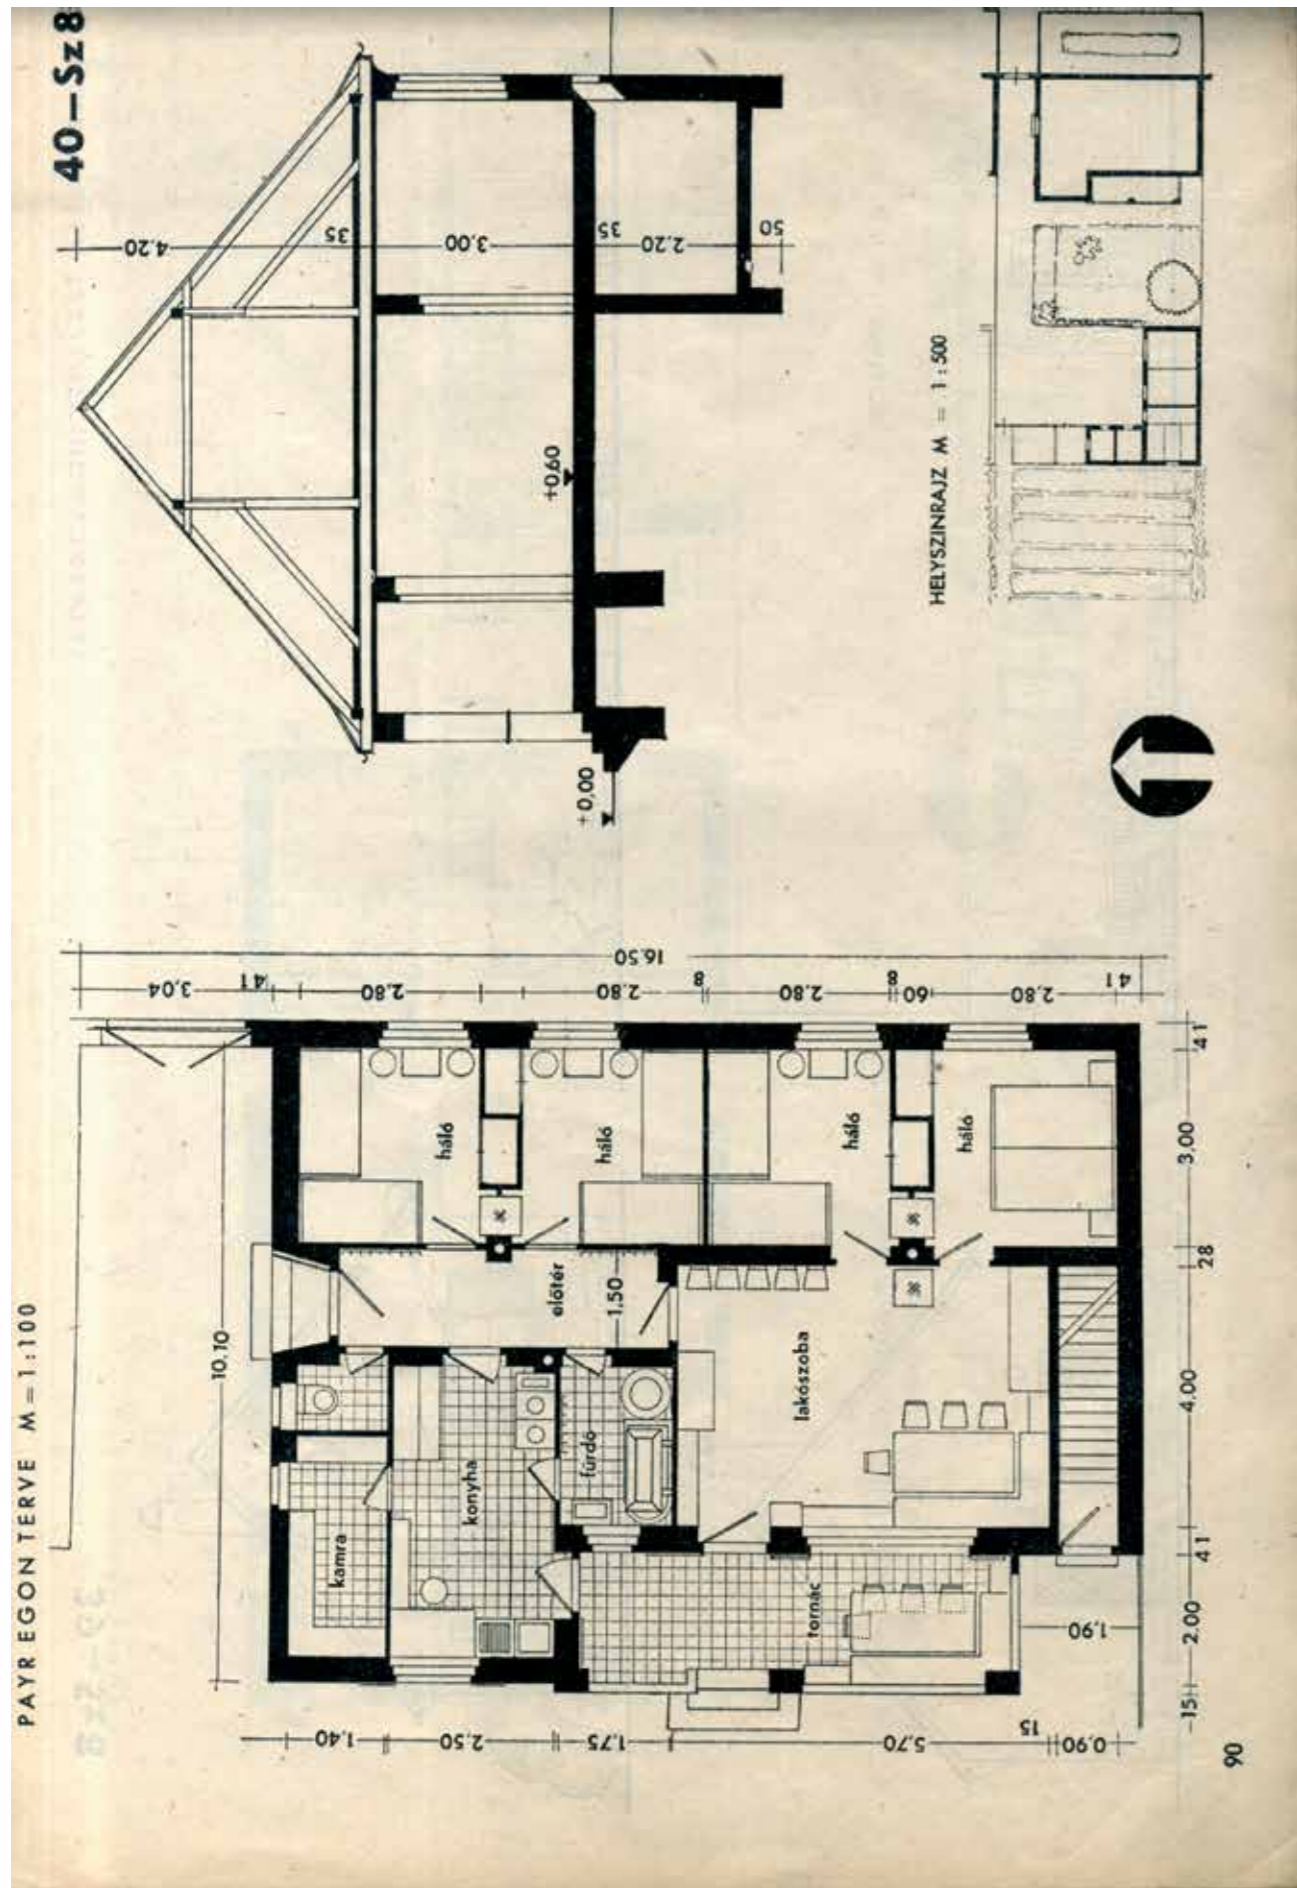 40–Sz 8
4,20
35
3,00
35
2,20
50
+0,60
+0,00
HELYSZINRAJZ M = 1:500
PAYR EGON TERVE M = 1:100
16.50
3,04
41
2,80
2,80
8
2,80
8
60
2,80
41
10.10
háló
háló
háló
háló
előtér
1.50
lakószoba
konyha
fürdő
kamra
tornác
41
3,00
28
4,00
41
2.00
15
1,90
1,40
2,50
1,75
5,70
15
0,90
90